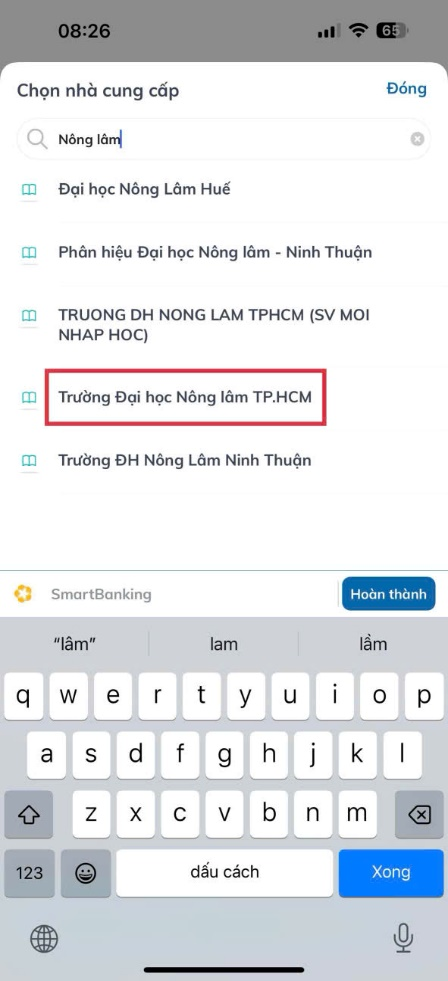 08:26
65
Chọn nhà cung cấp
Đóng
Nông lâm
Đại học Nông Lâm Huế
Phân hiệu Đại học Nông lâm - Ninh Thuận
TRUONG DH NONG LAM TPHCM (SV MOI
NHAP HOC)
Trường Đại học Nông lâm TP.HCM
Trường ĐH Nông Lâm Ninh Thuận
SmartBanking
Hoàn thành
“lâm”
lam
lầm
q w e r t y u i o p
a s d f g h j k l
z x c v b n m
123
dấu cách
Xong